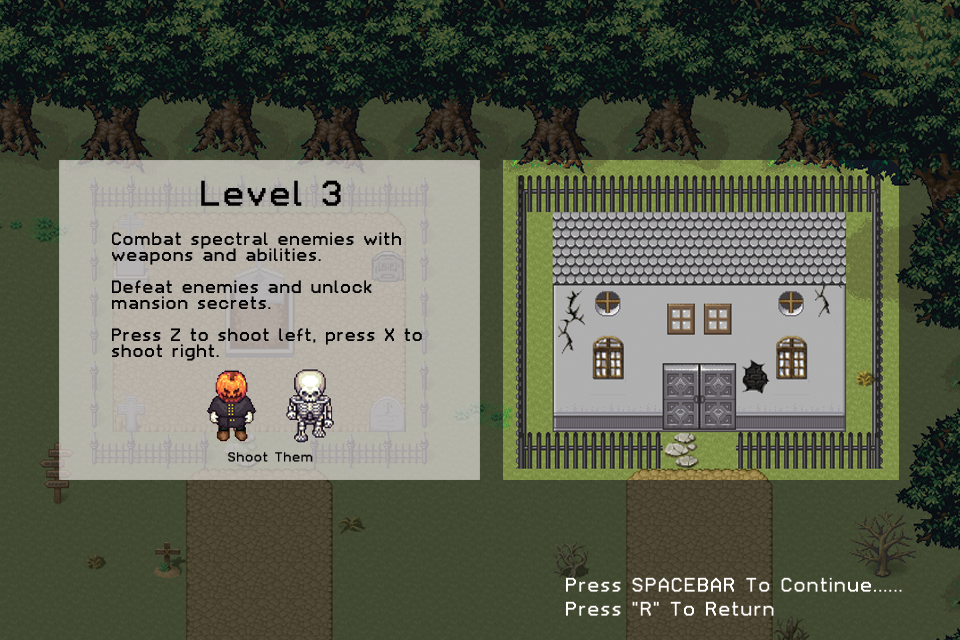 Level 3
Combat spectral enemies with
weapons and abilities.
Defeat enemies and unlock
mansion secrets.
Press Z to shoot left, press X to
shoot right.
Shoot Them
Press SPACEBAR To Continue......
Press "R" To Return